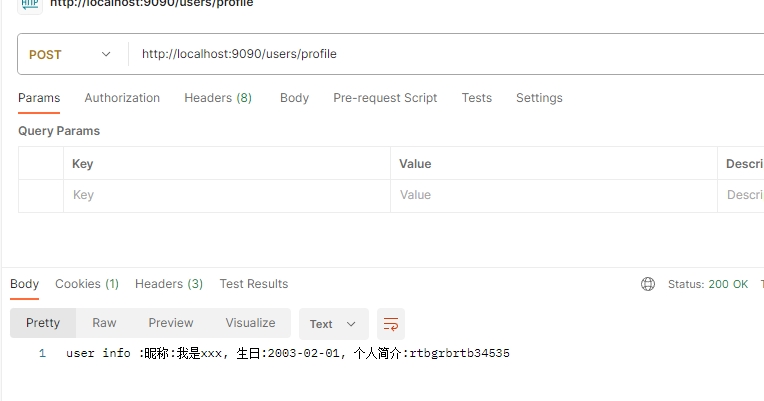 HTTP http://localhost:9090/users/profile
POST http://localhost:9090/users/profile
Params Authorization Headers (8) Body Pre-request Script Tests Settings
Query Params
Key Value Descri
Key Value Descri
Body Cookies (1) Headers (3) Test Results Status: 200 OK
Pretty Raw Preview Visualize Text
1 user info :昵称:我是xxx, 生日:2003-02-01, 个人简介:rtbgrbrtb34535